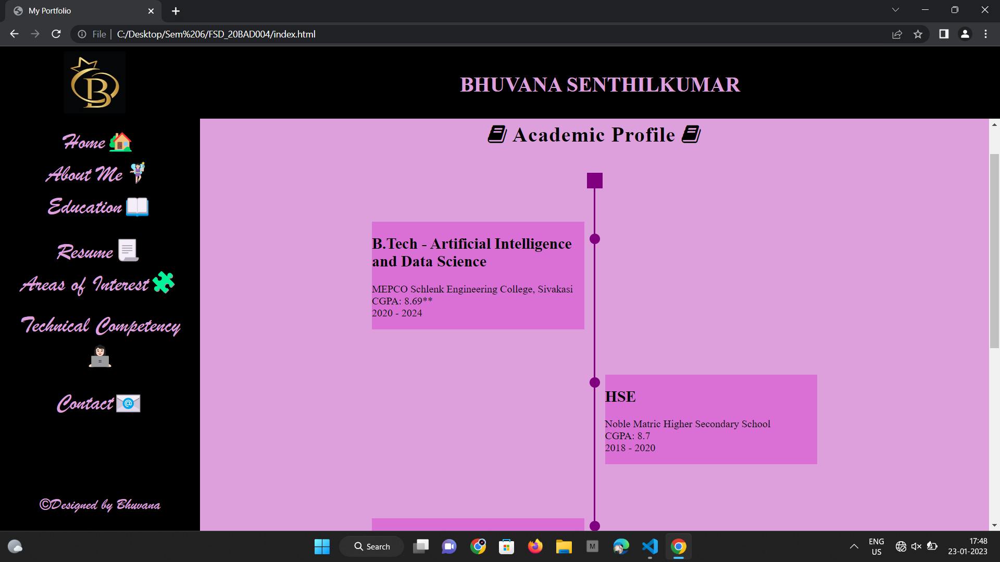 My Portfolio
File
C:/Desktop/Sem%206/FSD_20BAD004/index.html
B
BHUVANA SENTHILKUMAR
Home
About Me
Education
Resume
Areas of Interest
Technical Competency
Contact
©Designed by Bhuvana
Academic Profile
B.Tech - Artificial Intelligence
and Data Science
MEPCO Schlenk Engineering College, Sivakasi
CGPA: 8.69**
2020 - 2024
HSE
Noble Matric Higher Secondary School
CGPA: 8.7
2018 - 2020
Search
M
ENG
US
17:48
23-01-2023